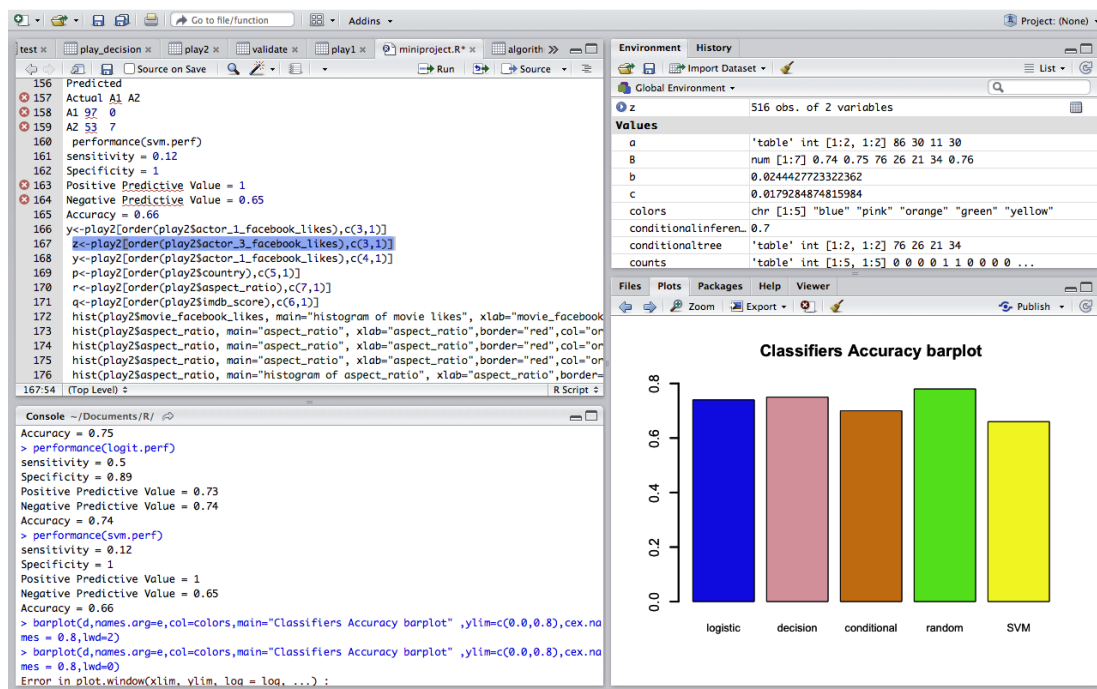 Go to file/function
Addins
Project: (None)
test
play_decision
play2
validate
play1
miniproject.R*
algorith
Source on Save
Run
Source
156 Predicted
157 Actual A1 A2
158 A1 97 0
159 A2 53 7
160 performance(svm.perf)
161 sensitivity = 0.12
162 Specificity = 1
163 Positive Predictive Value = 1
164 Negative Predictive Value = 0.65
165 Accuracy = 0.66
166 y<-play2[order(play2$actor_1_facebook_likes),c(3,1)]
167 z<-play2[order(play2$actor_3_facebook_likes),c(3,1)]
168 y<-play2[order(play2$actor_1_facebook_likes),c(4,1)]
169 p<-play2[order(play2$country),c(5,1)]
170 r<-play2[order(play2$aspect_ratio),c(7,1)]
171 q<-play2[order(play2$imdb_score),c(6,1)]
172 hist(play2$movie_facebook_likes, main="histogram of movie likes", xlab="movie_facebook
173 hist(play2$aspect_ratio, main="aspect_ratio", xlab="aspect_ratio",border="red",col="or
174 hist(play2$aspect_ratio, main="aspect_ratio", xlab="aspect_ratio",border="red",col="or
175 hist(play2$aspect_ratio, main="aspect_ratio", xlab="aspect_ratio",border="red",col="or
176 hist(play2$aspect_ratio, main="histogram of aspect_ratio", xlab="aspect_ratio",border=
167:54 (Top Level) R Script
Console ~/Documents/R/
Accuracy = 0.75
> performance(logit.perf)
sensitivity = 0.5
Specificity = 0.89
Positive Predictive Value = 0.73
Negative Predictive Value = 0.74
Accuracy = 0.74
> performance(svm.perf)
sensitivity = 0.12
Specificity = 1
Positive Predictive Value = 1
Negative Predictive Value = 0.65
Accuracy = 0.66
> barplot(d,names.arg=e,col=colors,main="Classifiers Accuracy barplot" ,ylim=c(0.0,0.8),cex.na
mes = 0.8,lwd=2)
> barplot(d,names.arg=e,col=colors,main="Classifiers Accuracy barplot" ,ylim=c(0.0,0.8),cex.na
mes = 0.8,lwd=0)
Error in plot.window(xlim, ylim, log = log, ...) :
Environment History
Import Dataset
List
Global Environment
z 516 obs. of 2 variables
Values
a 'table' int [1:2, 1:2] 86 30 11 30
B num [1:7] 0.74 0.75 76 26 21 34 0.76
b 0.0244427723322362
c 0.0179284874815984
colors chr [1:5] "blue" "pink" "orange" "green" "yellow"
conditionalinferen… 0.7
conditionaltree 'table' int [1:2, 1:2] 76 26 21 34
counts 'table' int [1:5, 1:5] 0 0 0 0 1 1 0 0 0 0 ...
Files Plots Packages Help Viewer
Zoom Export Publish
Classifiers Accuracy barplot
0.8
0.6
0.4
0.2
0.0
logistic decision conditional random SVM